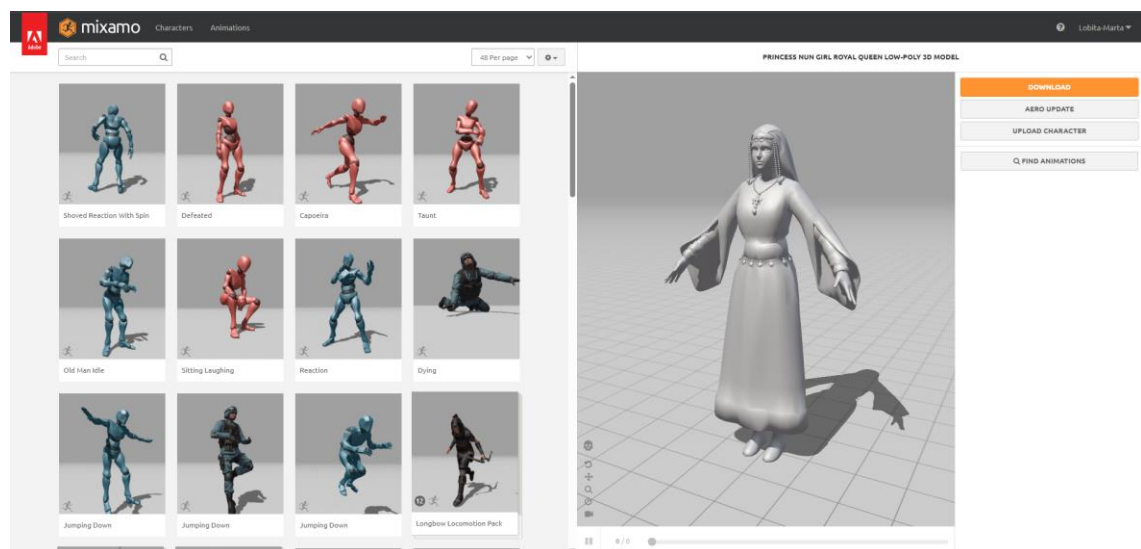 Adobe
mixamo
Characters
Animations
Lobita-Marta
Search
48 Per page
PRINCESS NUN GIRL ROYAL QUEEN LOW-POLY 3D MODEL
Shoved Reaction With Spin
Defeated
Capoeira
Taunt
Old Man Idle
Sitting Laughing
Reaction
Dying
Jumping Down
Jumping Down
Jumping Down
12
Longbow Locomotion Pack
DOWNLOAD
AERO UPDATE
UPLOAD CHARACTER
FIND ANIMATIONS
0 / 0